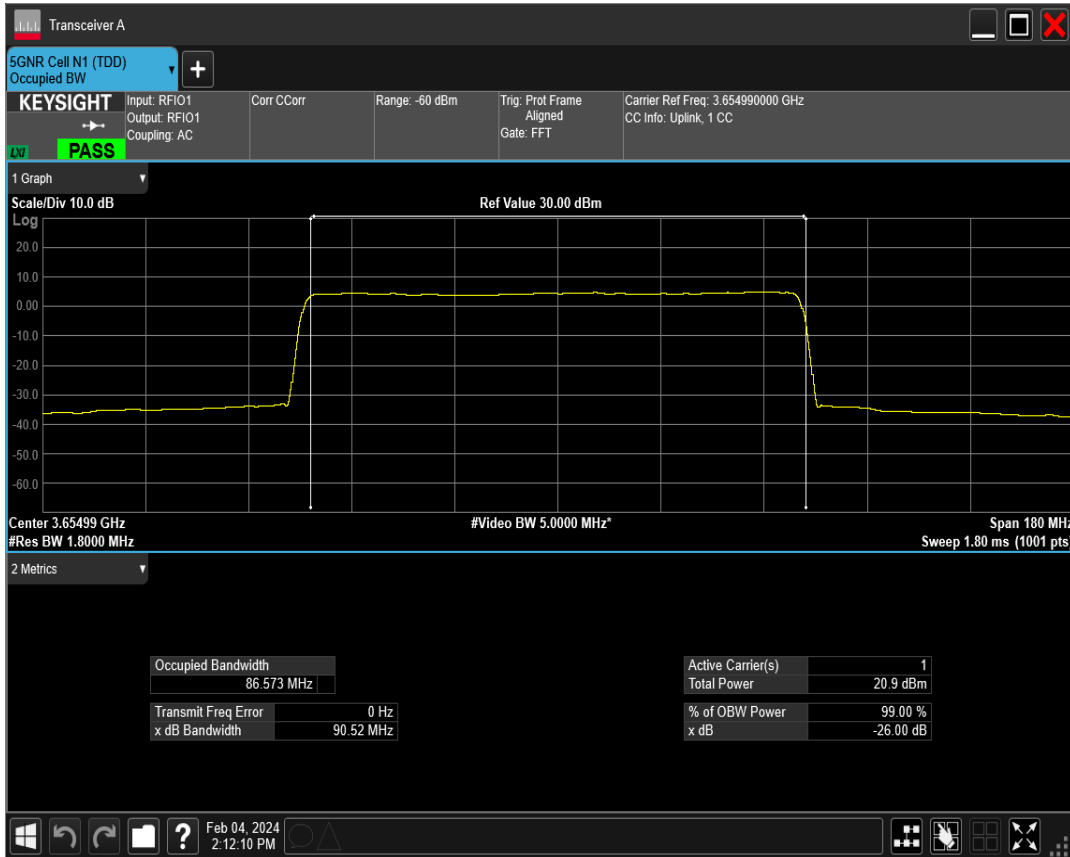 Transceiver A
5GNR Cell N1 (TDD)
Occupied BW
+
KEYSIGHT
LXI
PASS
Input: RFIO1
Output: RFIO1
Coupling: AC
Corr CCorr
Range: -60 dBm
Trig: Prot Frame
Aligned
Gate: FFT
Carrier Ref Freq: 3.654990000 GHz
CC Info: Uplink, 1 CC
1 Graph
Scale/Div 10.0 dB
Ref Value 30.00 dBm
Log
20.0
10.0
0.00
-10.0
-20.0
-30.0
-40.0
-50.0
-60.0
Center 3.65499 GHz
#Video BW 5.0000 MHz*
Span 180 MHz
#Res BW 1.8000 MHz
Sweep 1.80 ms (1001 pts)
2 Metrics
Occupied Bandwidth
86.573 MHz
Transmit Freq Error 0 Hz
x dB Bandwidth 90.52 MHz
Active Carrier(s) 1
Total Power 20.9 dBm
% of OBW Power 99.00 %
x dB -26.00 dB
?
Feb 04, 2024
2:12:10 PM